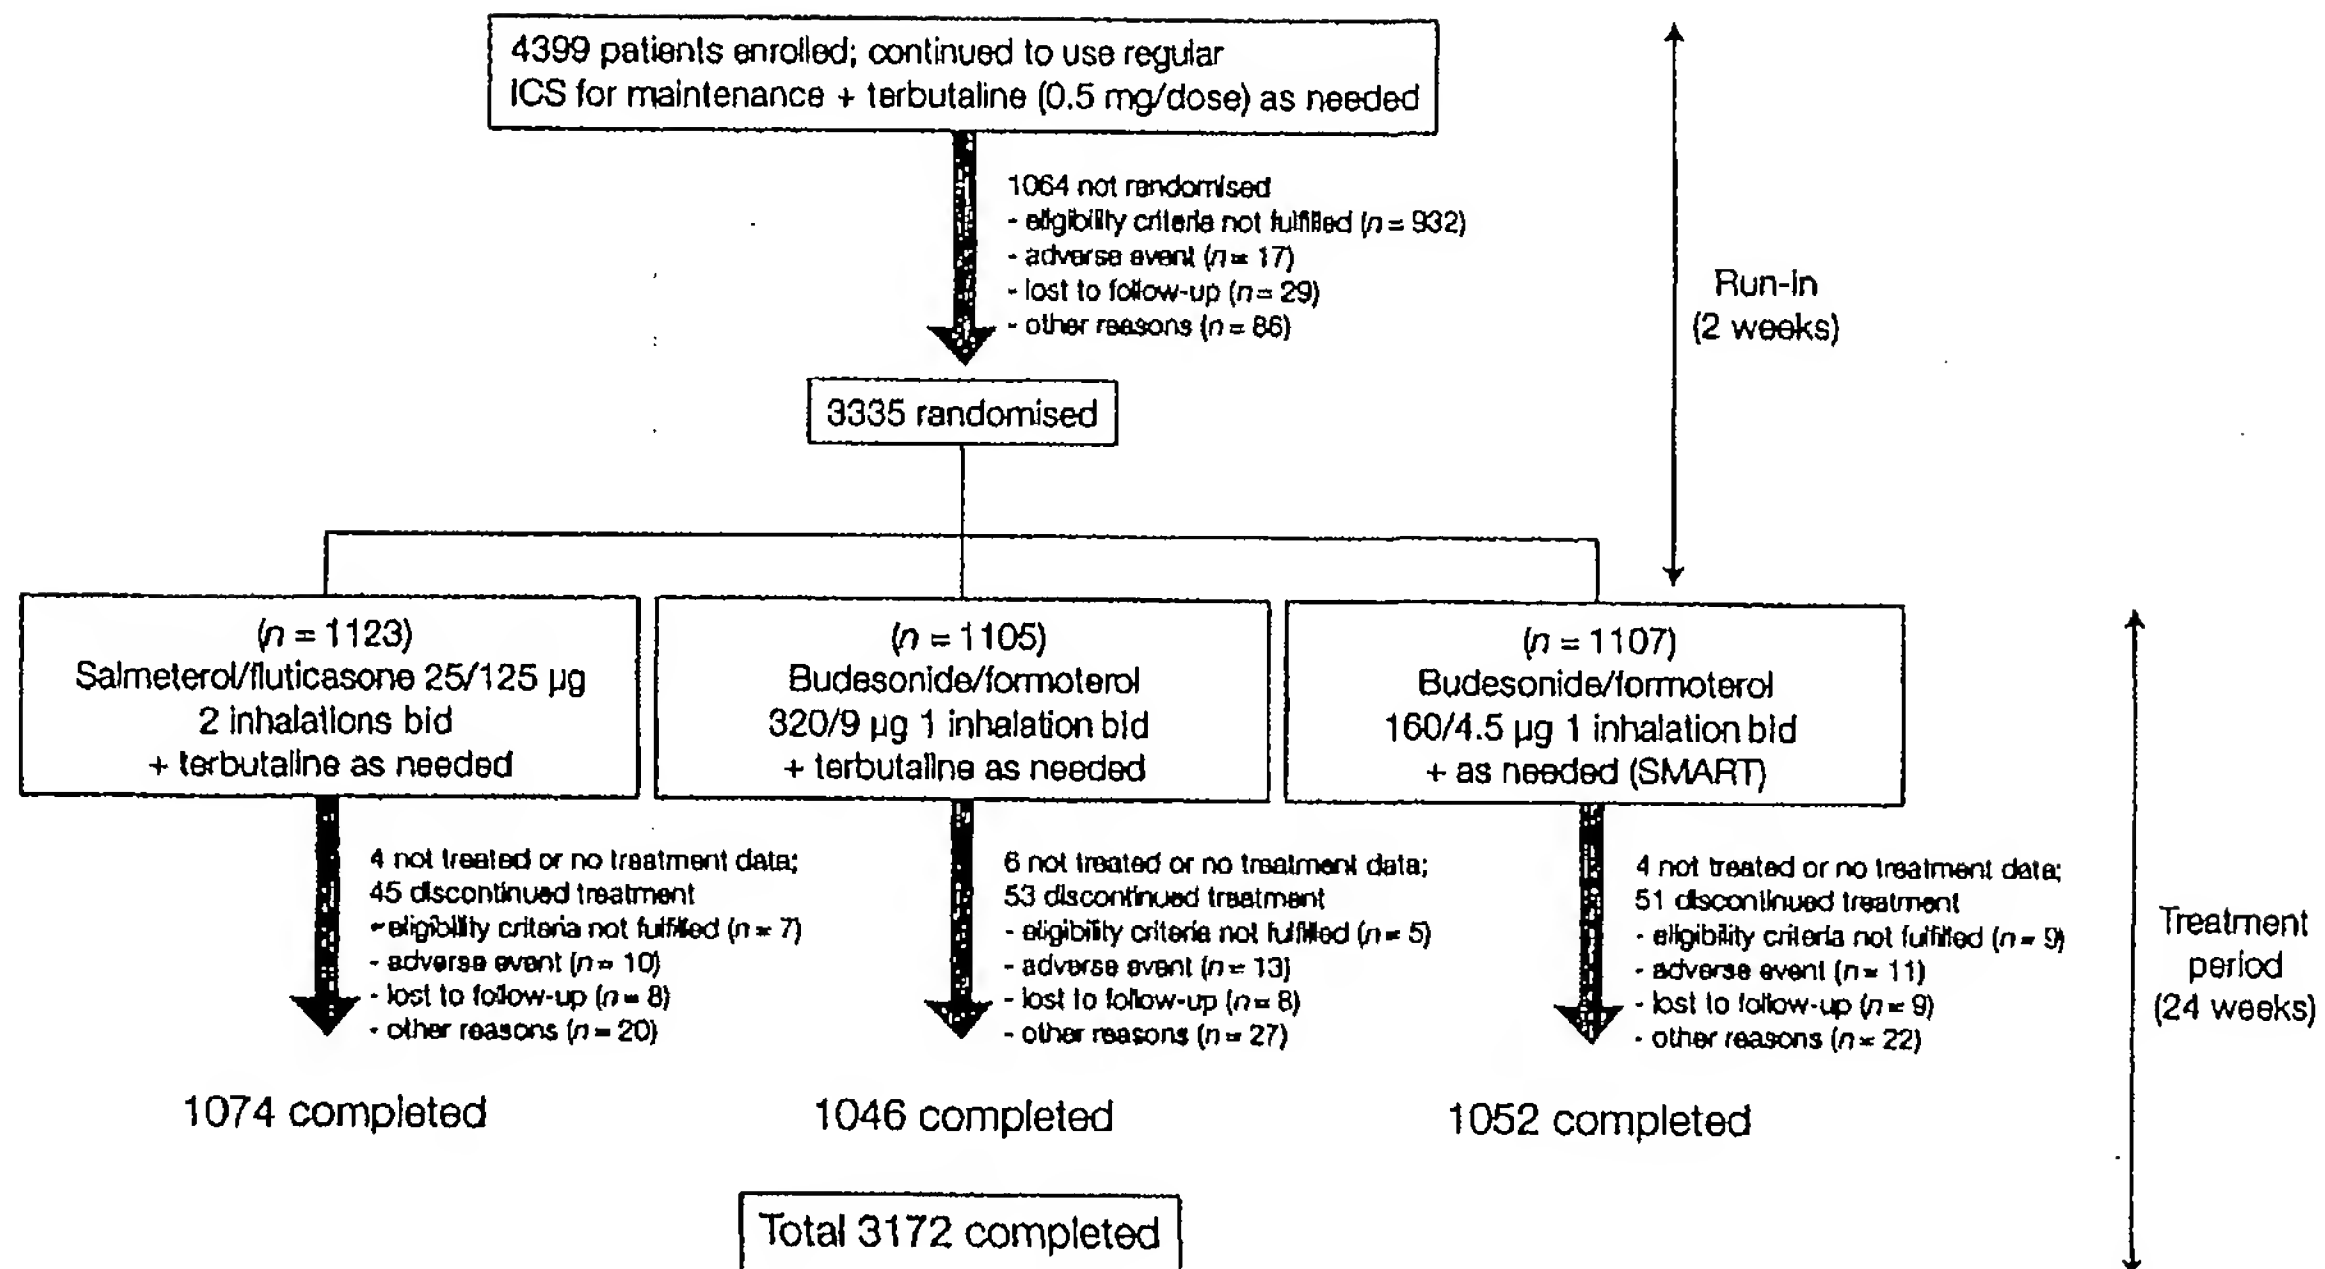 4399 patients enrolled; continued to use regular
ICS for maintenance + terbutaline (0.5 mg/dose) as needed
1064 not randomised
- eligibility criteria not fulfilled (n = 932)
- adverse event (n = 17)
- lost to follow-up (n = 29)
- other reasons (n = 86)
Run-in
(2 weeks)
3335 randomised
(n = 1123)
Salmeterol/fluticasone 25/125 µg
2 inhalations bid
+ terbutaline as needed
(n = 1105)
Budesonide/formoterol
320/9 µg 1 inhalation bid
+ terbutaline as needed
(n = 1107)
Budesonide/formoterol
160/4.5 µg 1 inhalation bid
+ as needed (SMART)
4 not treated or no treatment data;
45 discontinued treatment
- eligibility criteria not fulfilled (n = 7)
- adverse event (n = 10)
- lost to follow-up (n = 8)
- other reasons (n = 20)
6 not treated or no treatment data;
53 discontinued treatment
- eligibility criteria not fulfilled (n = 5)
- adverse event (n = 13)
- lost to follow-up (n = 8)
- other reasons (n = 27)
4 not treated or no treatment data;
51 discontinued treatment
- eligibility criteria not fulfilled (n = 9)
- adverse event (n = 11)
- lost to follow-up (n = 9)
- other reasons (n = 22)
Treatment
period
(24 weeks)
1074 completed
1046 completed
1052 completed
Total 3172 completed